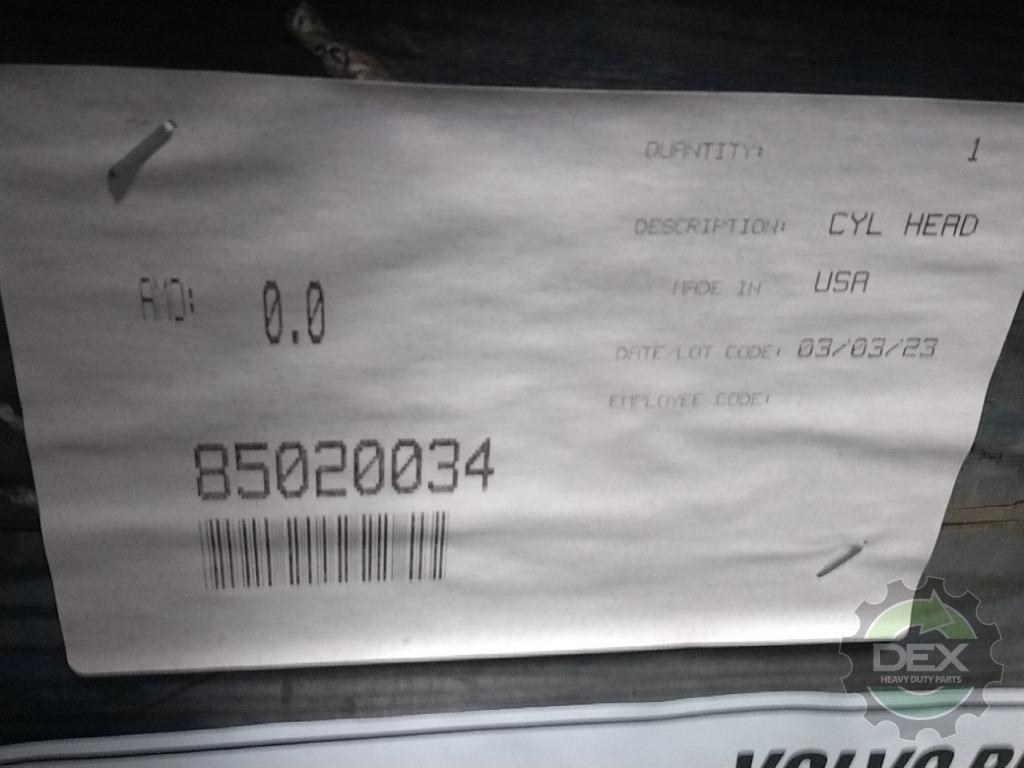 QUANTITY: 1
DESCRIPTION: CYL HEAD
MADE IN USA
0.0
DATE/LOT CODE: 03/03/23
EMPLOYEE CODE:
85020034
DEX
HEAVY DUTY PARTS
VOLVO